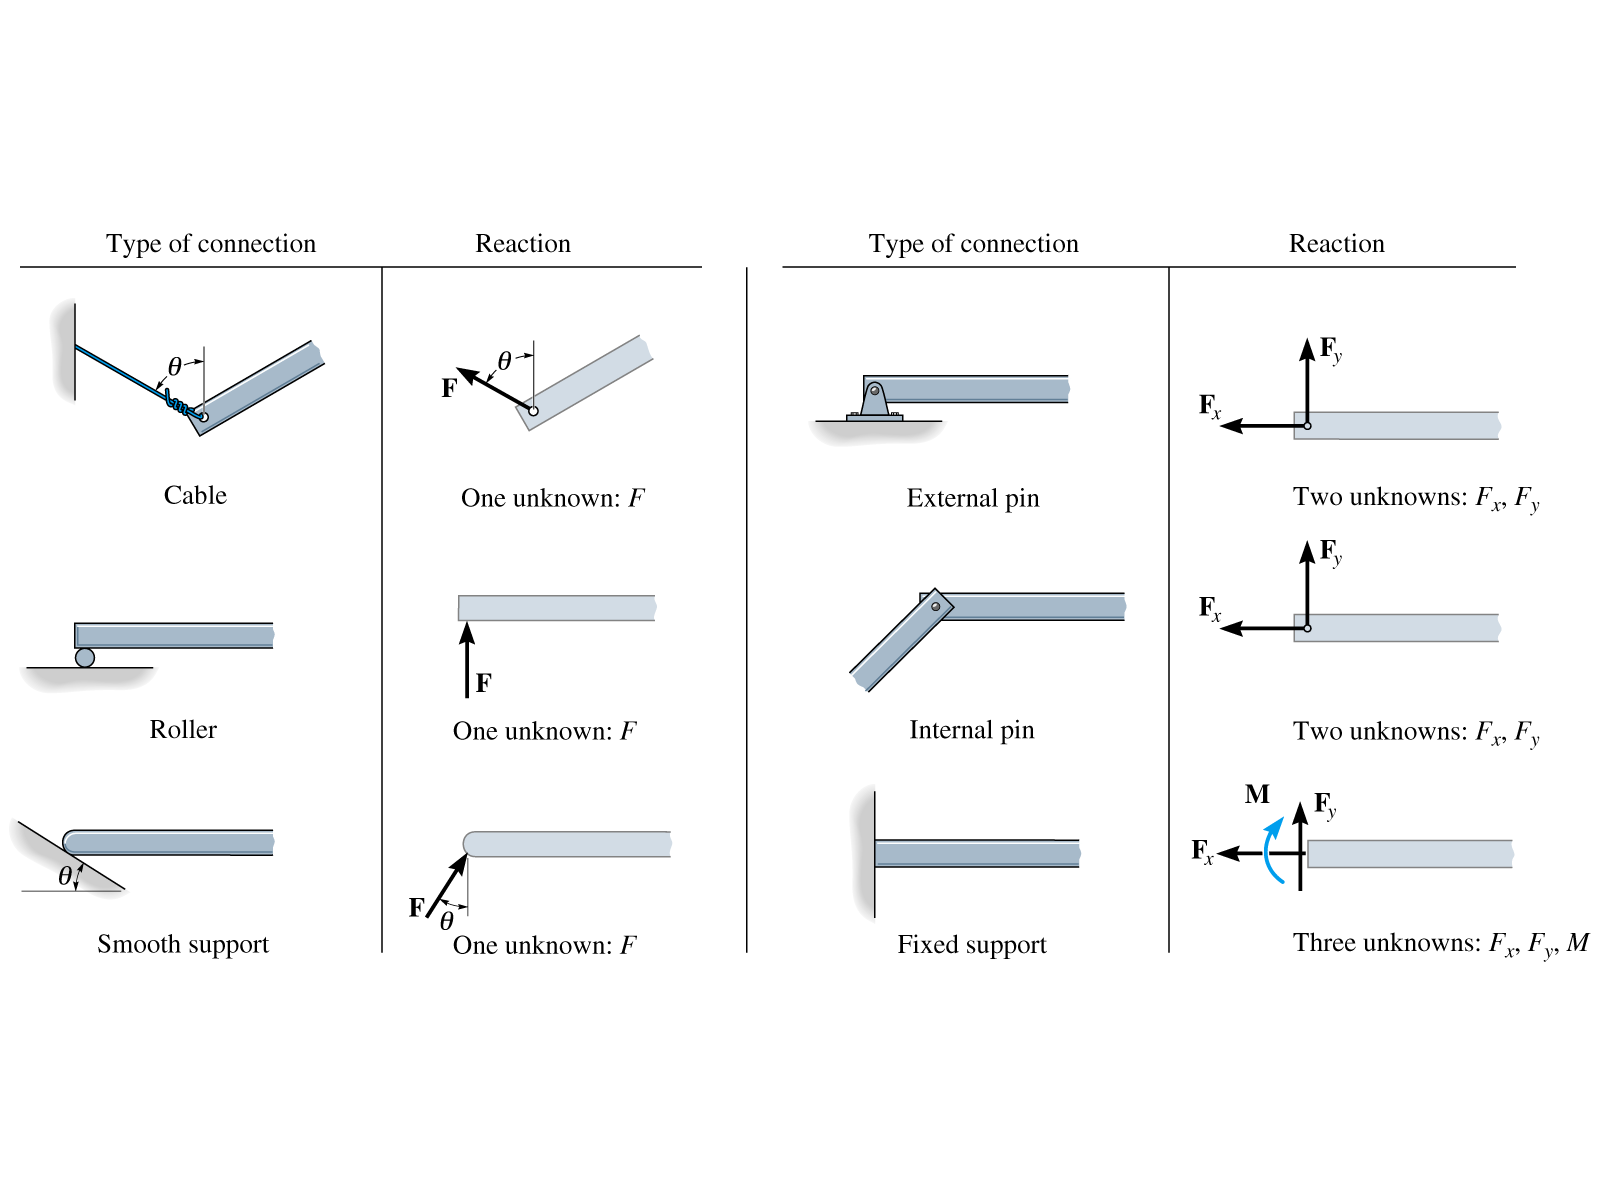 Type of connection
Reaction
θ
θ
F
Cable
One unknown: F
F
Roller
One unknown: F
θ
F
θ
Smooth support
One unknown: F
Type of connection
Reaction
Fy
Fx
External pin
Two unknowns: Fx, Fy
Fy
Fx
Internal pin
Two unknowns: Fx, Fy
M
Fy
Fx
Fixed support
Three unknowns: Fx, Fy, M